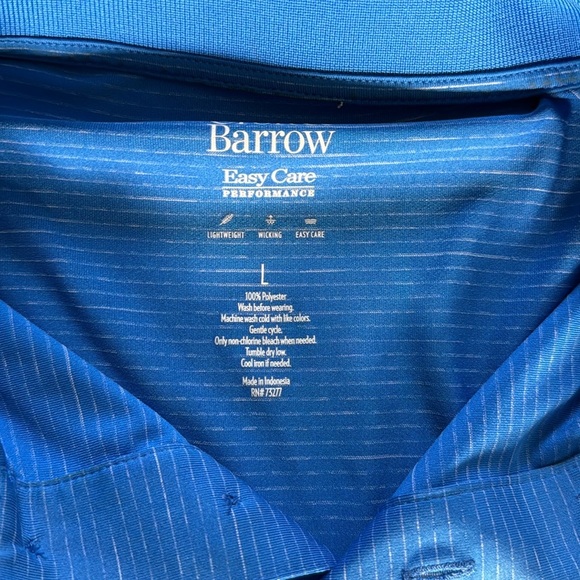 Barrow
Easy Care
PERFORMANCE
LIGHTWEIGHT WICKING EASY CARE
L
100% Polyester
Wash before wearing.
Machine wash cold with like colors.
Gentle cycle.
Only non-chlorine bleach when needed.
Tumble dry low.
Cool iron if needed.
Made in Indonesia
RN# 73277